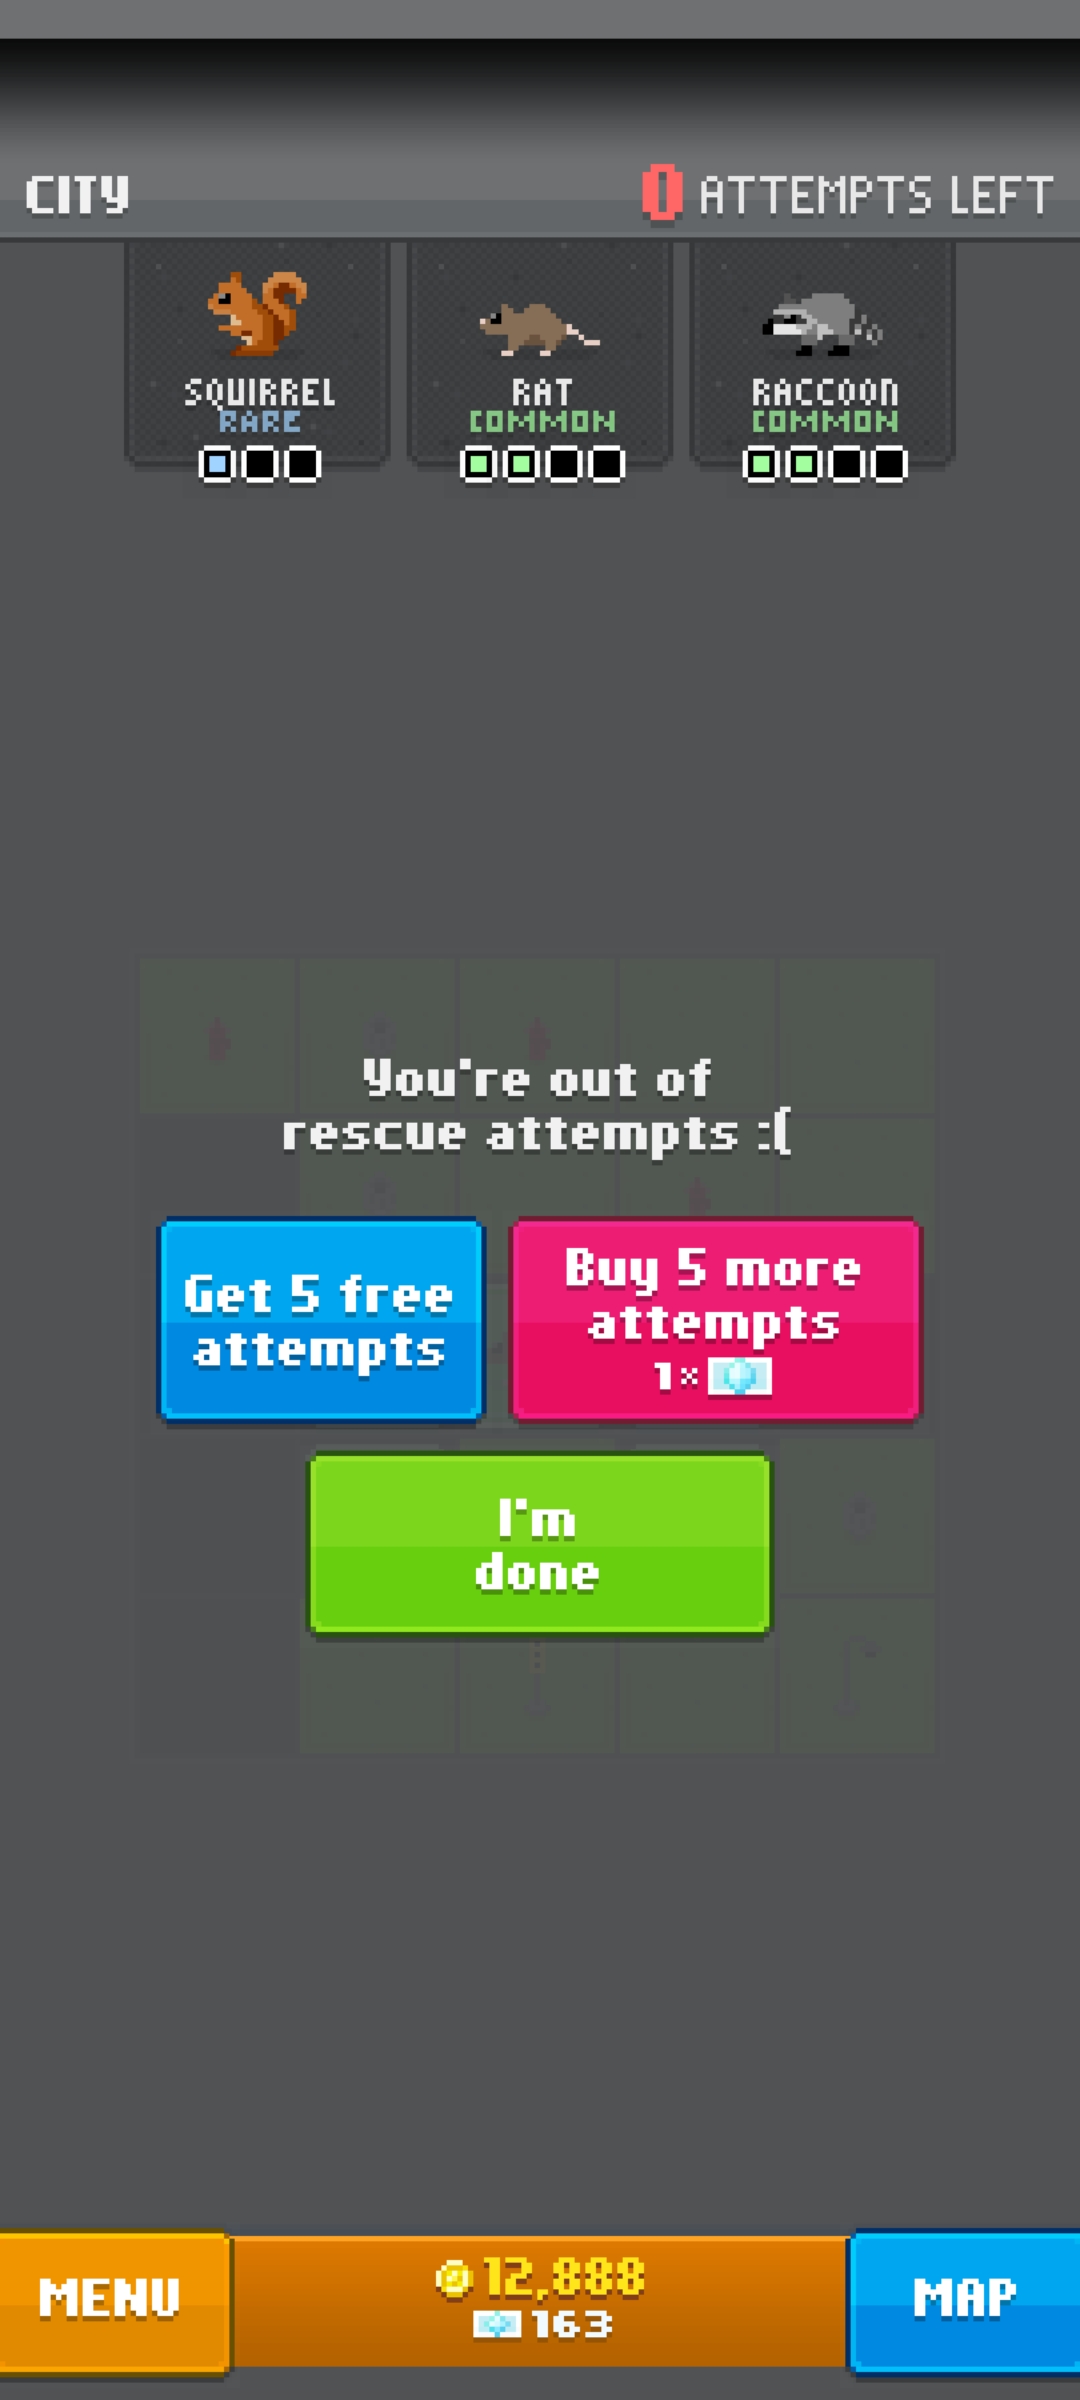 CITY
0 ATTEMPTS LEFT
SQUIRREL
RARE
RAT
COMMON
RACCOON
COMMON
You're out of
rescue attempts :(
Get 5 free
attempts
Buy 5 more
attempts
1×
I'm
done
MENU
12,888
163
MAP